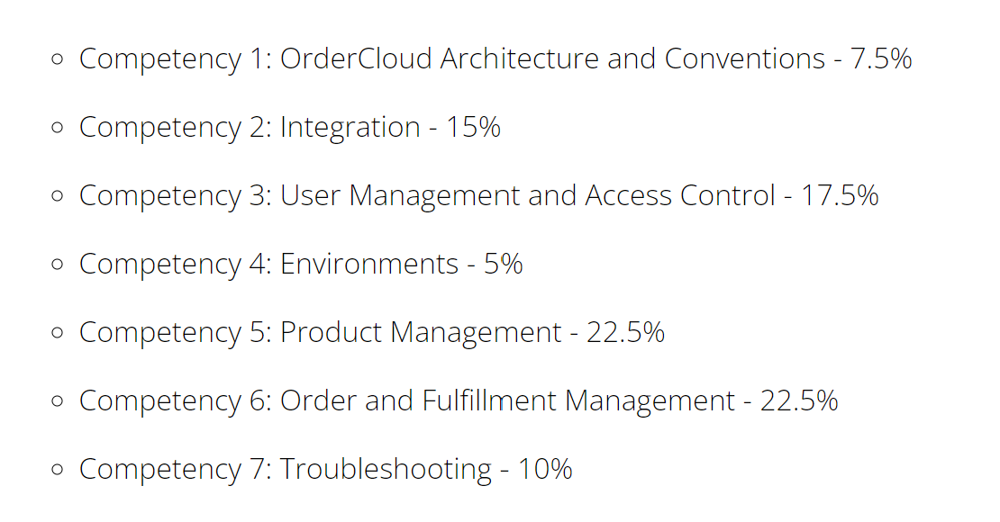 Competency 1: OrderCloud Architecture and Conventions - 7.5%
Competency 2: Integration - 15%
Competency 3: User Management and Access Control - 17.5%
Competency 4: Environments - 5%
Competency 5: Product Management - 22.5%
Competency 6: Order and Fulfillment Management - 22.5%
Competency 7: Troubleshooting - 10%